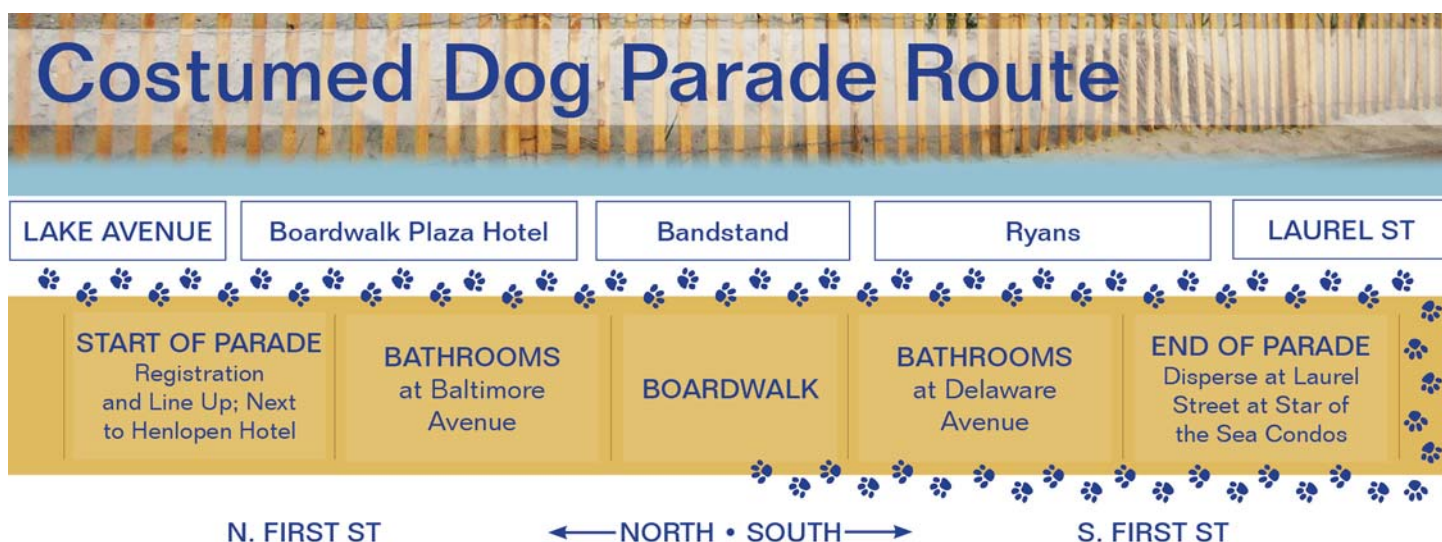 Costumed Dog Parade Route
LAKE AVENUE
Boardwalk Plaza Hotel
Bandstand
Ryans
LAUREL ST
START OF PARADE
Registration
and Line Up; Next
to Henlopen Hotel
BATHROOMS
at Baltimore
Avenue
BOARDWALK
BATHROOMS
at Delaware
Avenue
END OF PARADE
Disperse at Laurel
Street at Star of
the Sea Condos
N. FIRST ST
NORTH • SOUTH
S. FIRST ST